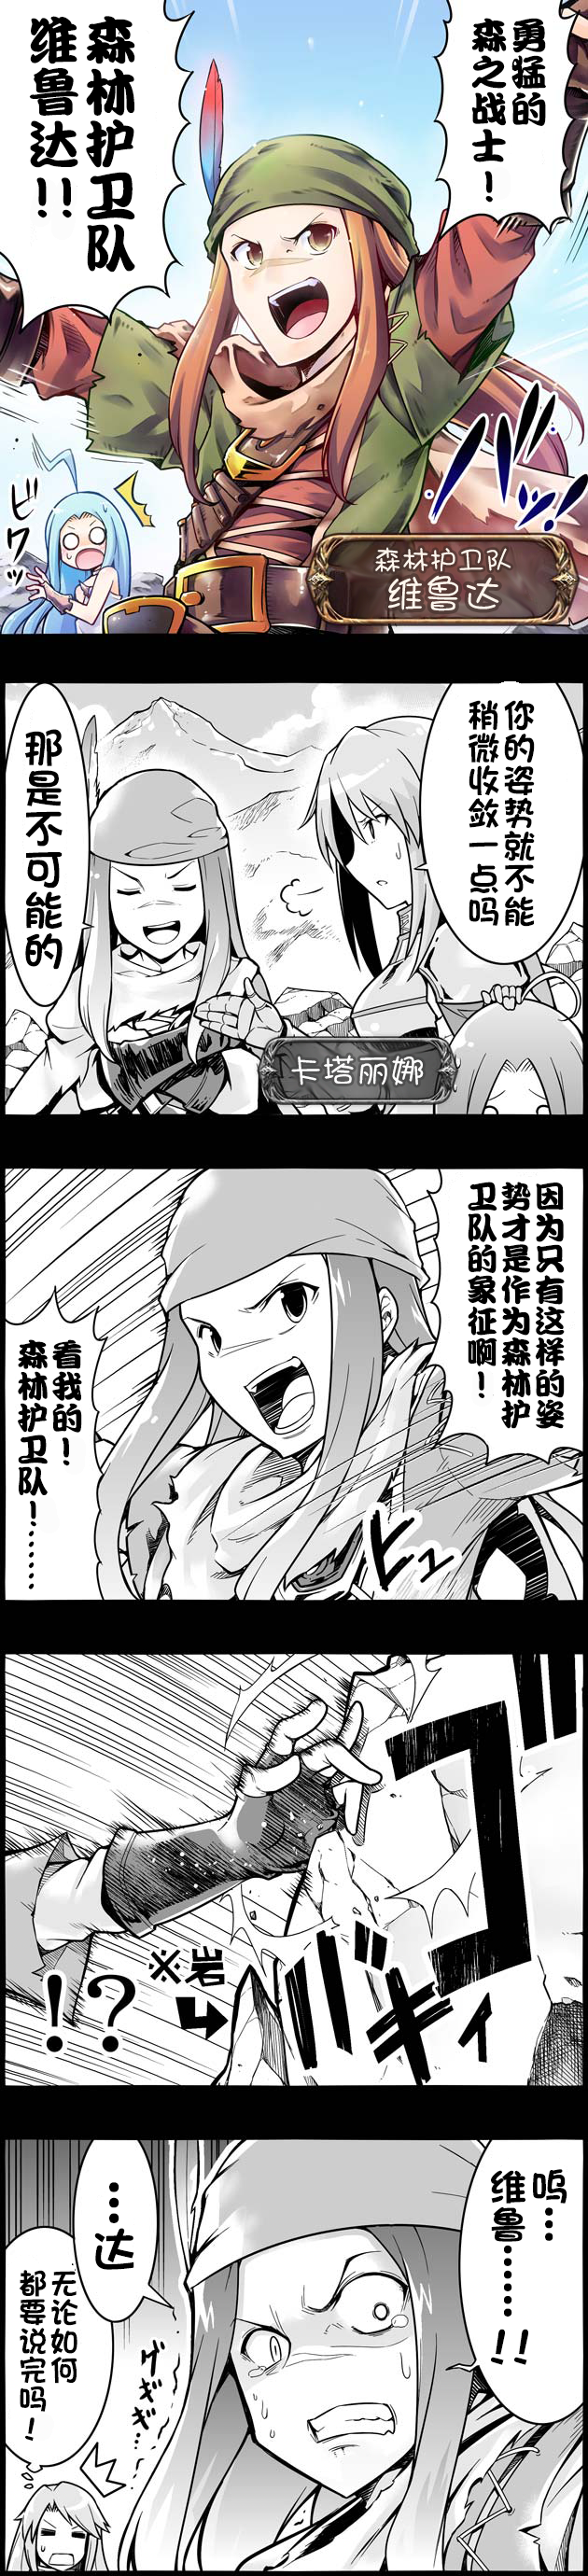 勇猛的
森之战士！
森林护卫队
维鲁达！！
ビクッ
バッ
森林护卫队
维鲁达
你的姿势就不能
稍微收敛一点吗
那是不可能的
卡塔丽娜
因为只有这样的姿
势才是作为森林护
卫队的象征啊！
看我的！
森林护卫队！……
ヒュ
ゴ
バキィ
※岩
！？
呜…
维鲁……！！
…达
ゲギギ…
无论如何
都要说完吗！